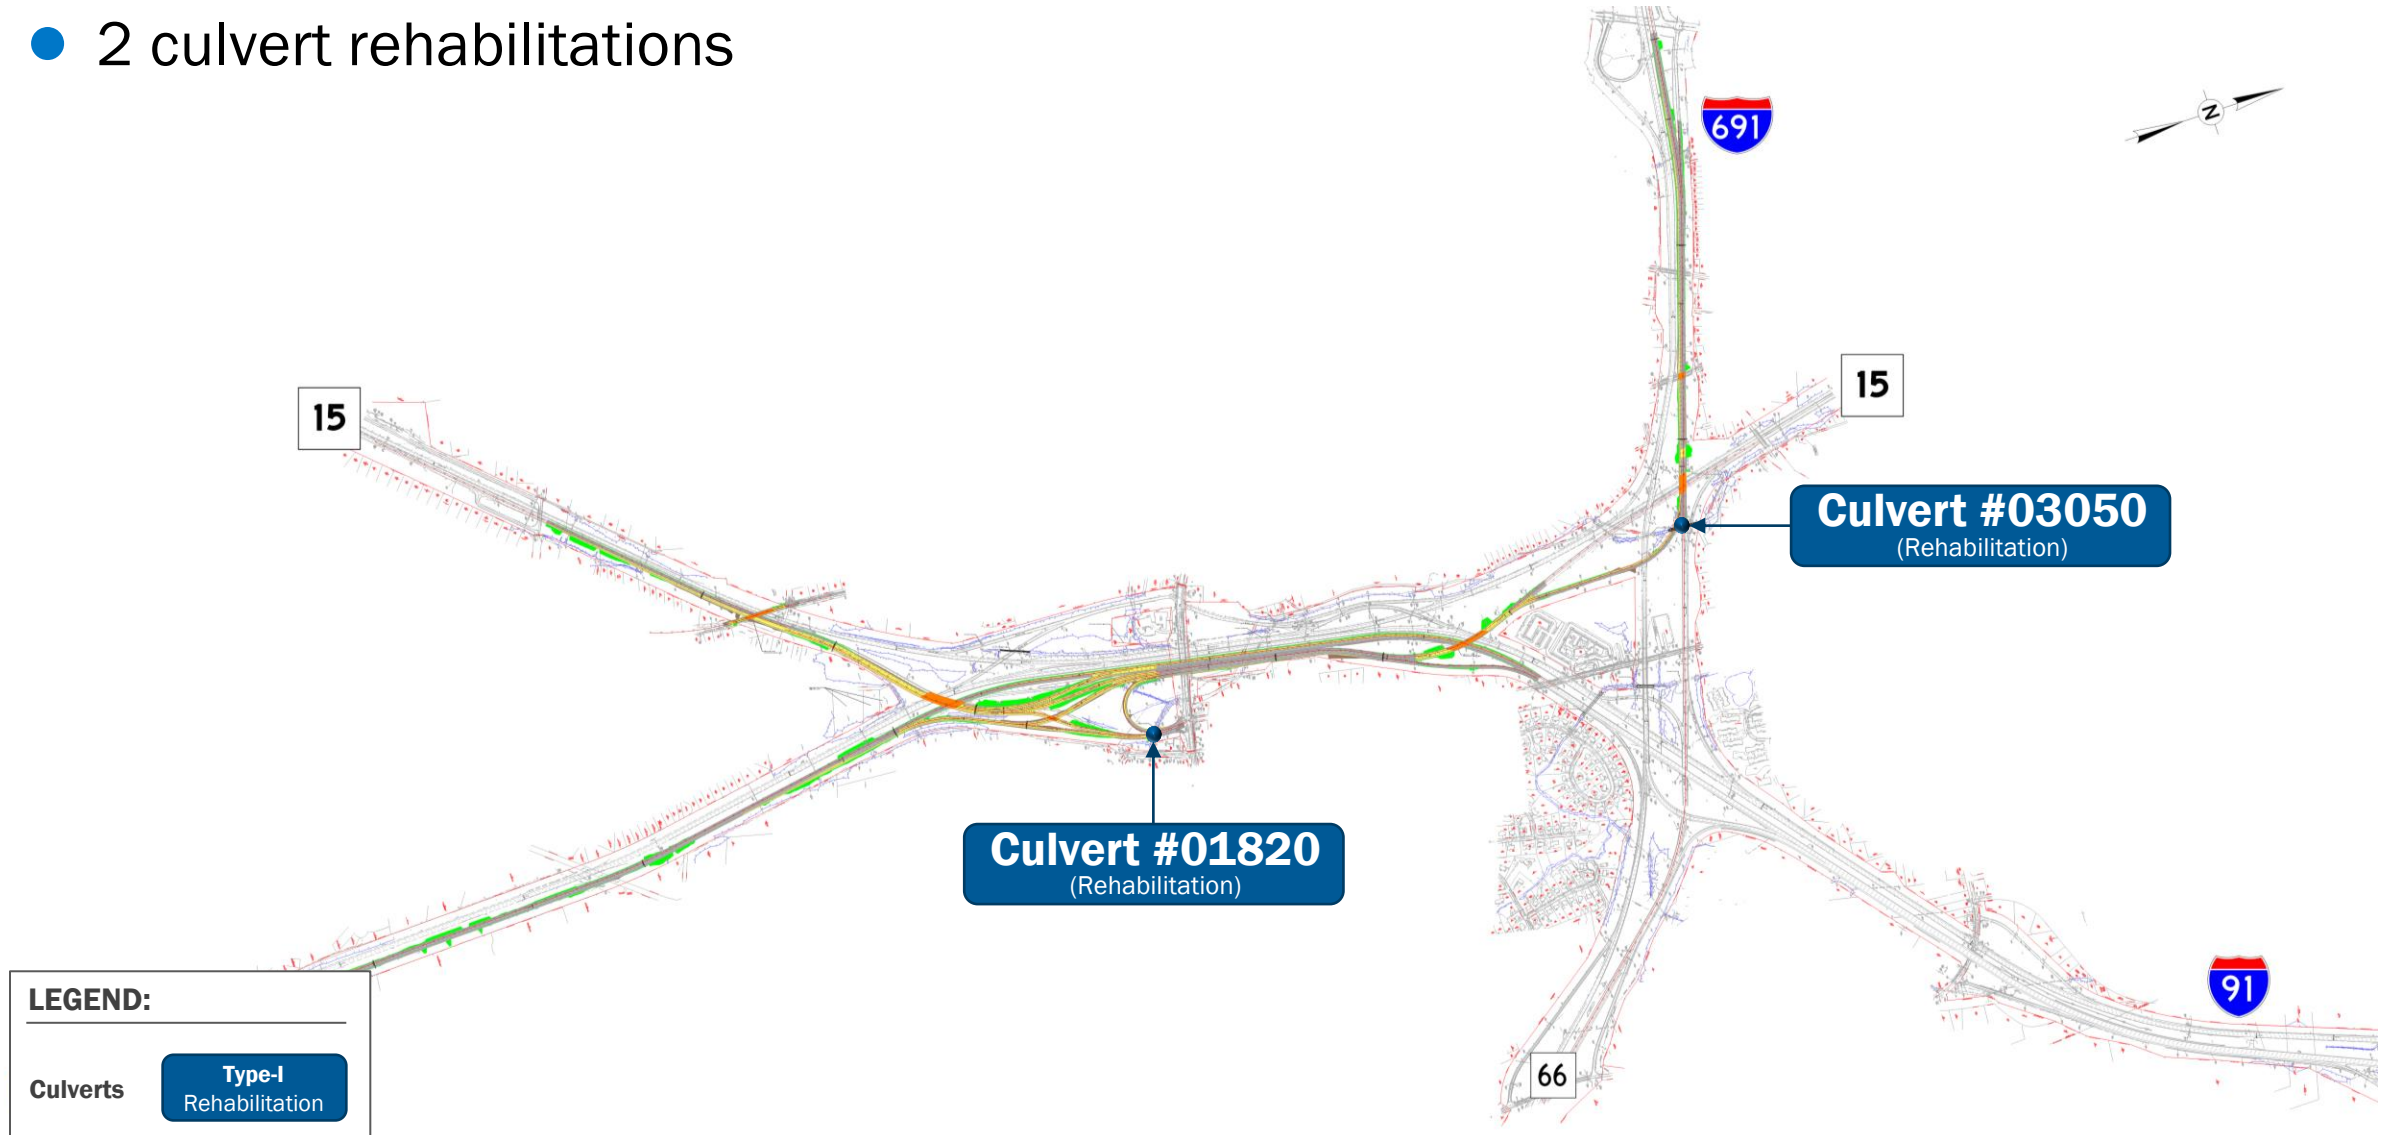 2 culvert rehabilitations
691
N
15
15
Culvert #03050
(Rehabilitation)
Culvert #01820
(Rehabilitation)
91
LEGEND:
Culverts
Type-I
Rehabilitation
66